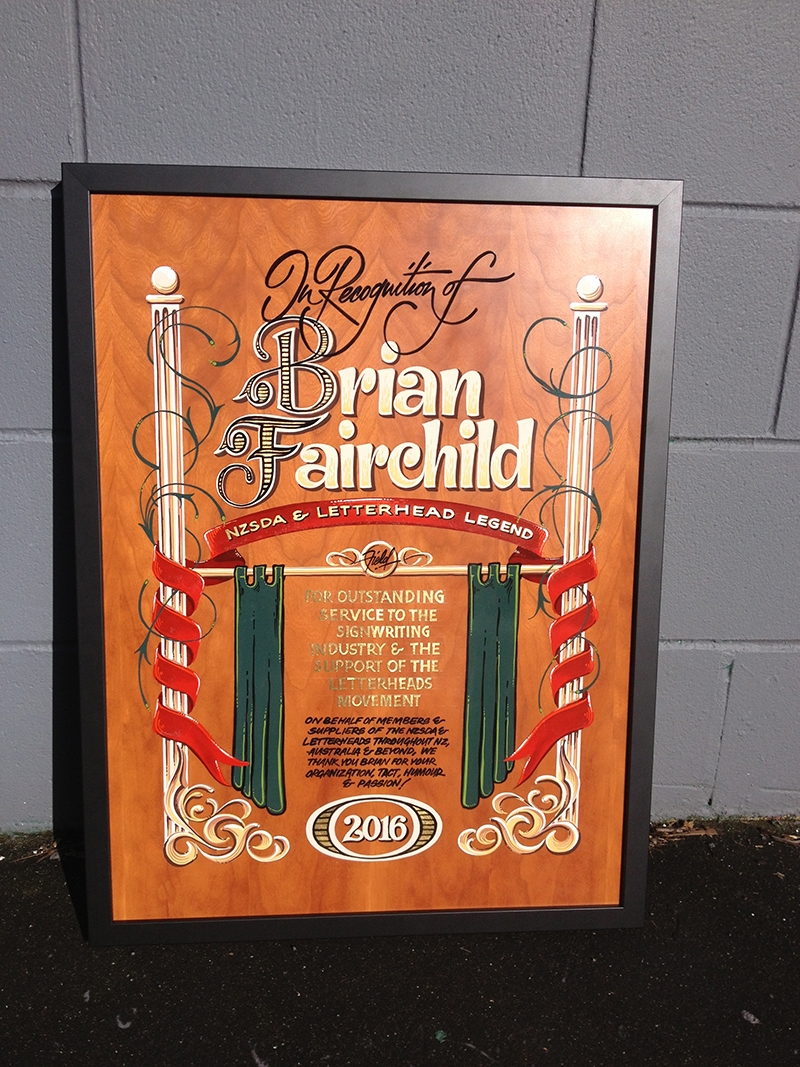 In Recognition of
Brian
Fairchild
NZSDA & LETTERHEAD LEGEND
Field
FOR OUTSTANDING
SERVICE TO THE
SIGNWRITING
INDUSTRY & THE
SUPPORT OF THE
LETTERHEADS
MOVEMENT
ON BEHALF OF MEMBERS &
SUPPLIERS OF THE NZSDA &
LETTERHEADS THROUGHOUT NZ,
AUSTRALIA & BEYOND, WE
THANK YOU BRIAN FOR YOUR
ORGANIZATION, TACT, HUMOUR
& PASSION!
2016